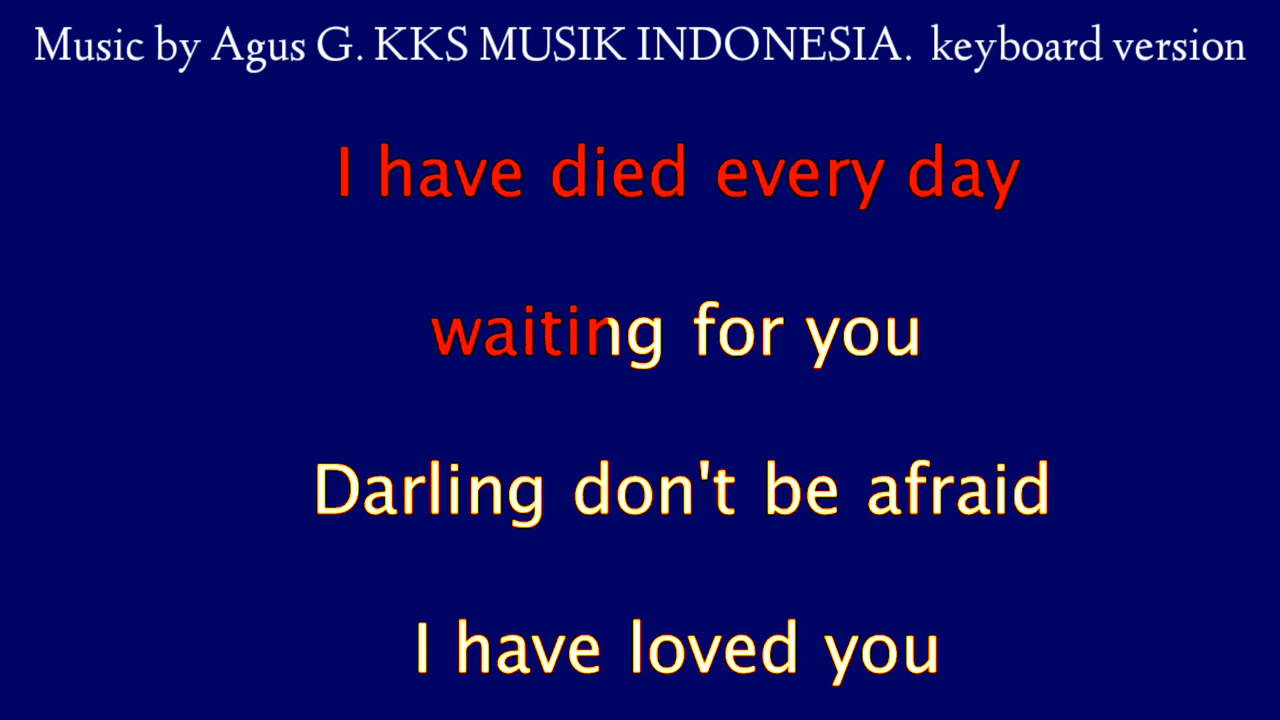 Music by Agus G. KKS MUSIK INDONESIA.  keyboard version
I have died every day
waiting for you
Darling don't be afraid
I have loved you